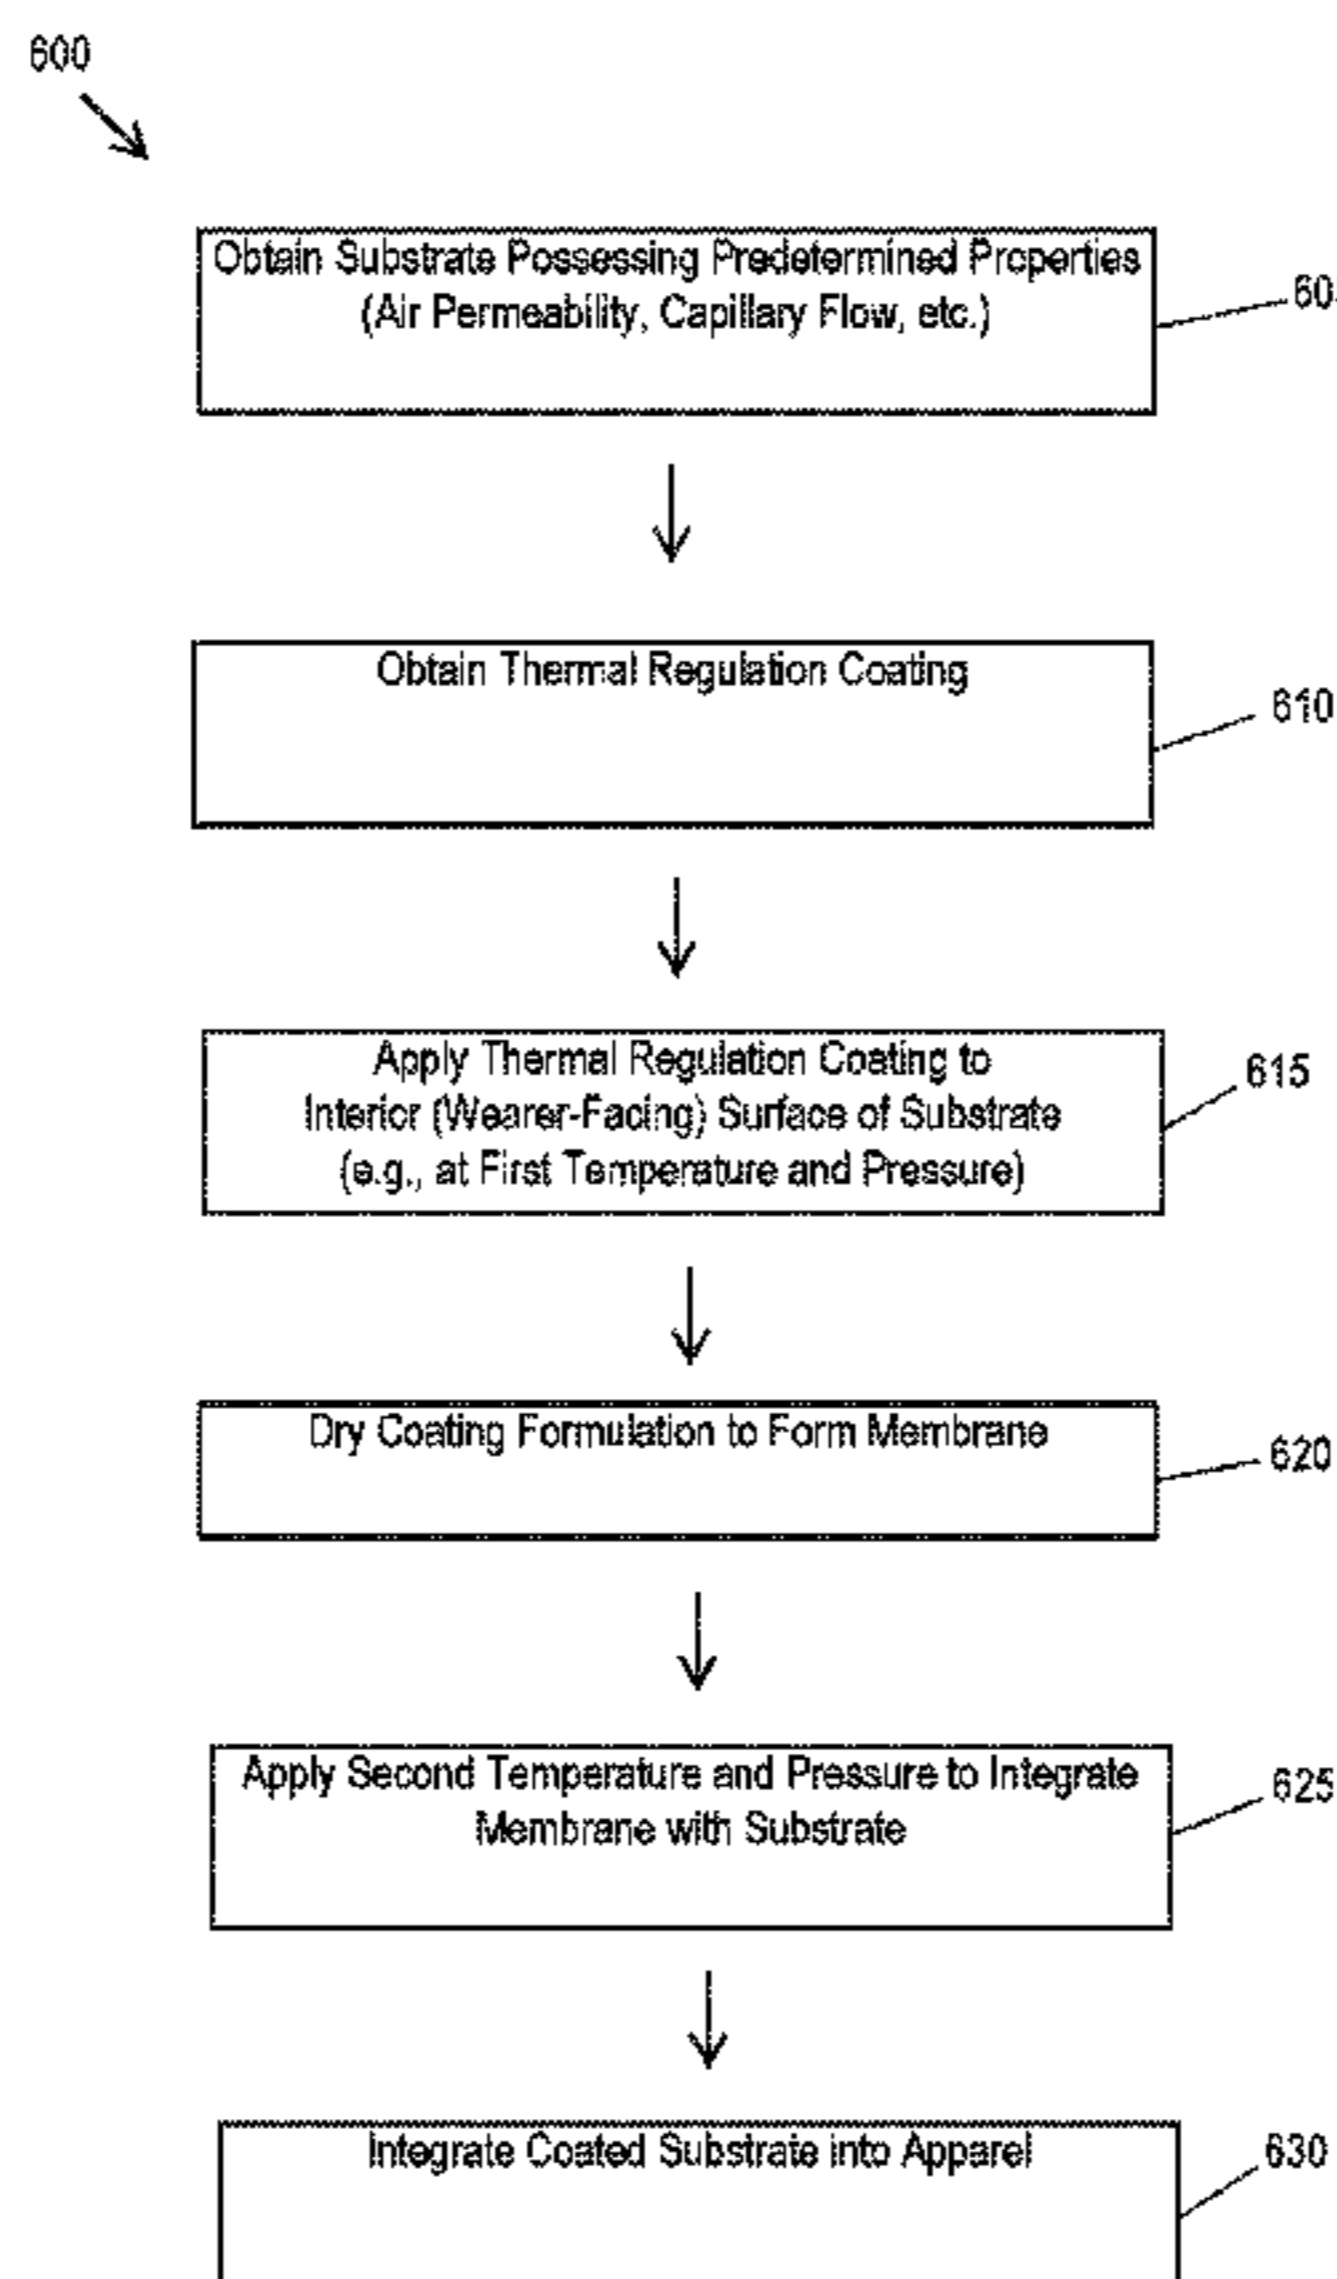 600
Obtain Substrate Possessing Predetermined Properties
(Air Permeability, Capillary Flow, etc.)
Obtain Thermal Regulation Coating
610
Apply Thermal Regulation Coating to
Interior (Wearer-Facing) Surface of Substrate
(e.g., at First Temperature and Pressure)
615
Dry Coating Formulation to Form Membrane
620
Apply Second Temperature and Pressure to Integrate
Membrane with Substrate
625
Integrate Coated Substrate into Apparel
630